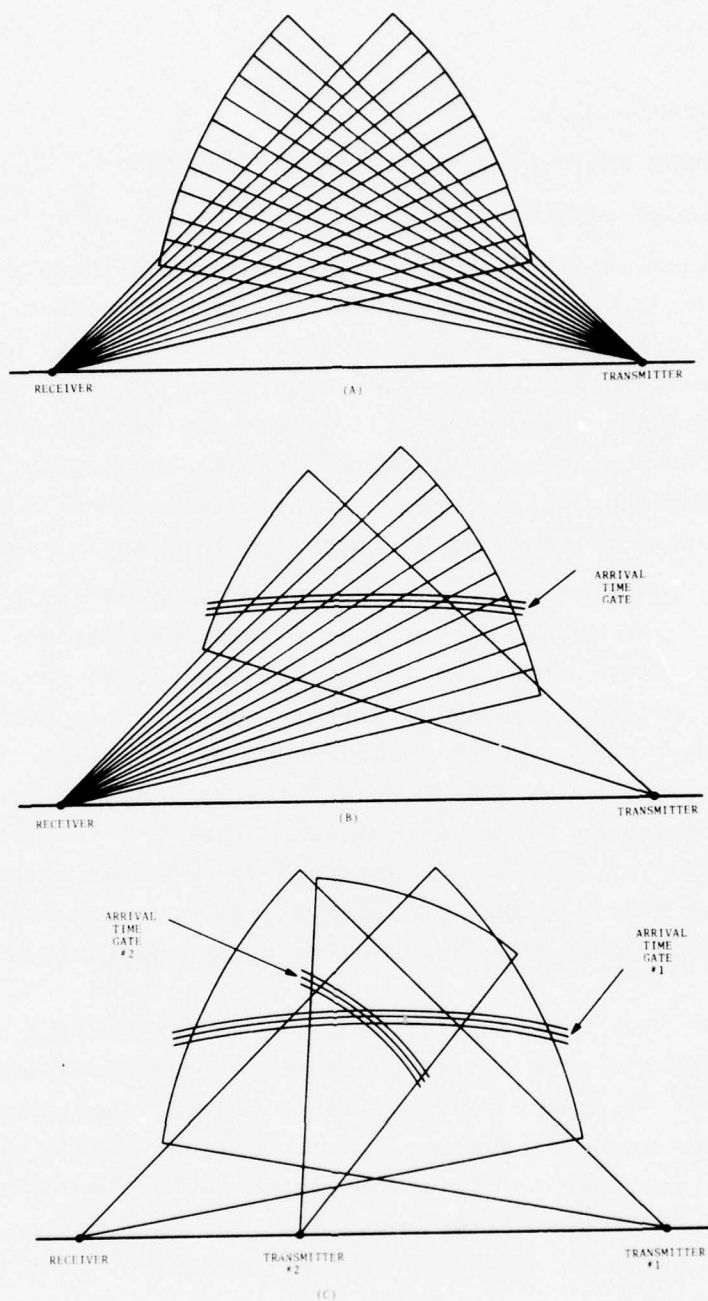 RECEIVER
TRANSMITTER
(A)
ARRIVAL
TIME
GATE
RECEIVER
TRANSMITTER
(B)
ARRIVAL
TIME
GATE
#2
ARRIVAL
TIME
GATE
#1
RECEIVER
TRANSMITTER
#2
TRANSMITTER
#1
(C)